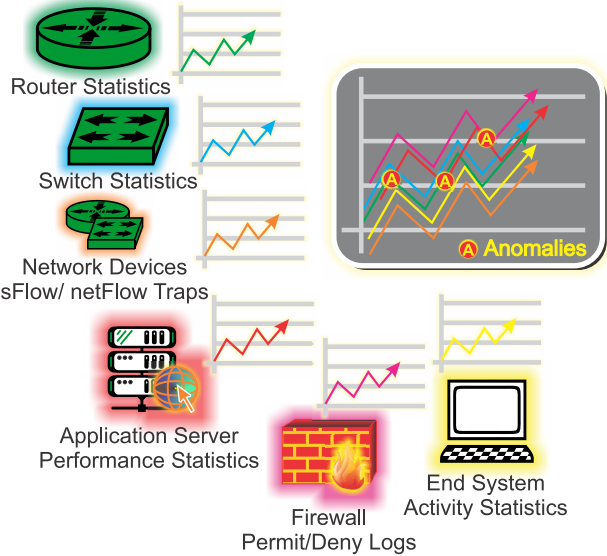 Router Statistics
Switch Statistics
Network Devices
sFlow/ netFlow Traps
A
A
A
A Anomalies
Application Server
Performance Statistics
End System
Activity Statistics
Firewall
Permit/Deny Logs